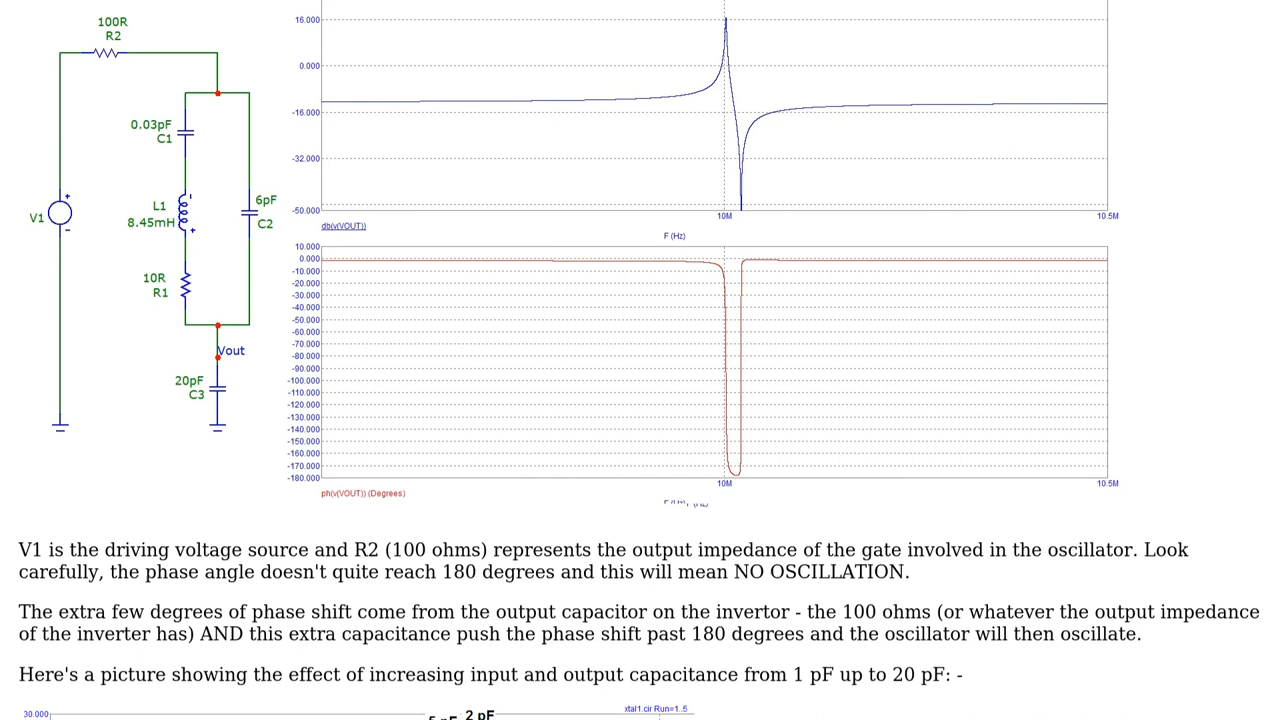 100R
R2
0.03pF
C1
L1
8.45mH
6pF
C2
V1
10R
R1
Vout
20pF
C3
16.000
0.000
-16.000
-32.000
-50.000
10M
10.5M
db(v(VOUT))
F (Hz)
10.000
0.000
-10.000
-20.000
-30.000
-40.000
-50.000
-60.000
-70.000
-80.000
-90.000
-100.000
-110.000
-120.000
-130.000
-140.000
-150.000
-160.000
-170.000
-180.000
10M
10.5M
ph(v(VOUT)) (Degrees)
V1 is the driving voltage source and R2 (100 ohms) represents the output impedance of the gate involved in the oscillator. Look
carefully, the phase angle doesn't quite reach 180 degrees and this will mean NO OSCILLATION.
The extra few degrees of phase shift come from the output capacitor on the invertor - the 100 ohms (or whatever the output impedance
of the inverter has) AND this extra capacitance push the phase shift past 180 degrees and the oscillator will then oscillate.
Here's a picture showing the effect of increasing input and output capacitance from 1 pF up to 20 pF: -
30.000
2 pF
xtal1.cir Run=1..5